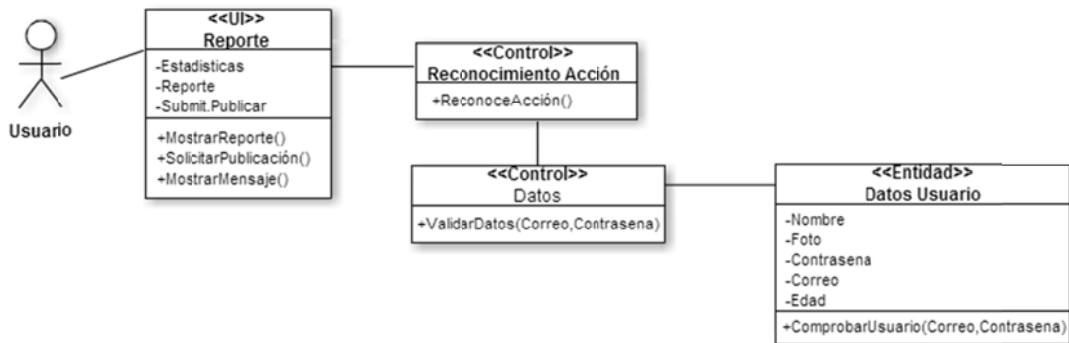 Usuario
<<UI>>
Reporte
-Estadisticas
-Reporte
-Submit.Publicar
+MostrarReporte()
+SolicitarPublicación()
+MostrarMensaje()
<<Control>>
Reconocimiento Acción
+ReconoceAcción()
<<Control>>
Datos
+ValidarDatos(Correo,Contrasena)
<<Entidad>>
Datos Usuario
-Nombre
-Foto
-Contrasena
-Correo
-Edad
+ComprobarUsuario(Correo,Contrasena)